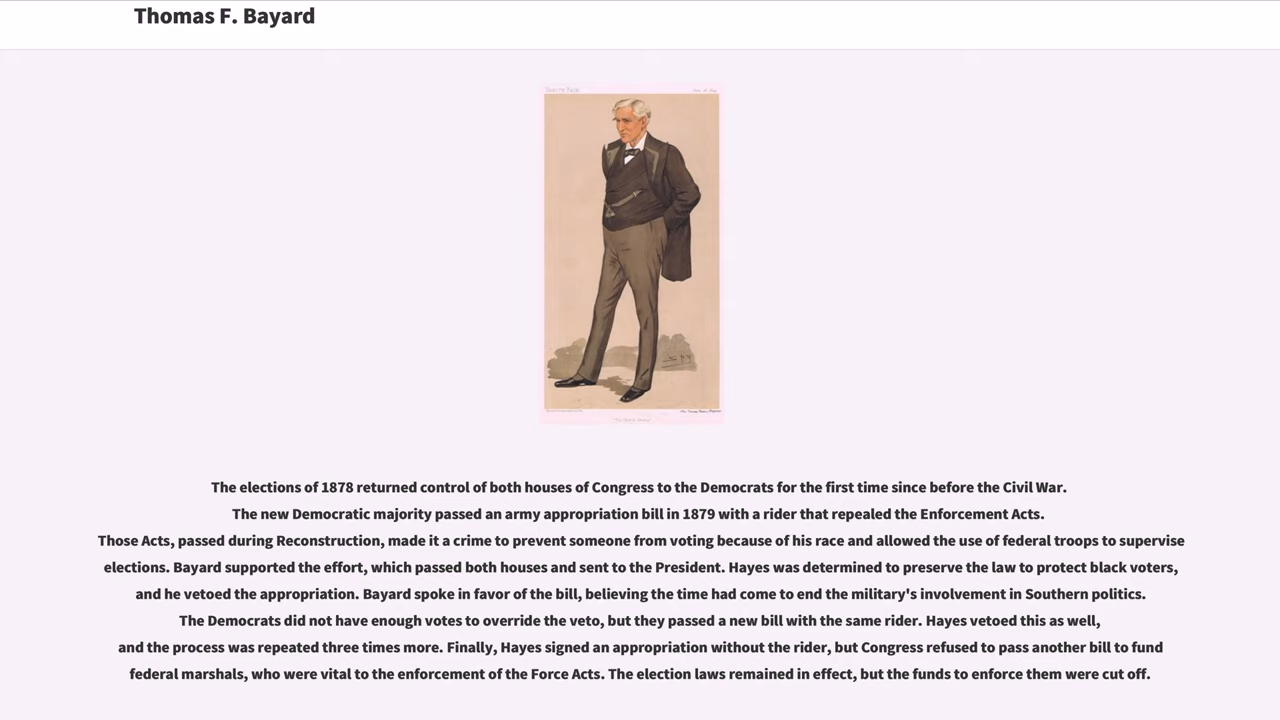 Thomas F. Bayard
The elections of 1878 returned control of both houses of Congress to the Democrats for the first time since before the Civil War.
The new Democratic majority passed an army appropriation bill in 1879 with a rider that repealed the Enforcement Acts.
Those Acts, passed during Reconstruction, made it a crime to prevent someone from voting because of his race and allowed the use of federal troops to supervise
elections. Bayard supported the effort, which passed both houses and sent to the President. Hayes was determined to preserve the law to protect black voters,
and he vetoed the appropriation. Bayard spoke in favor of the bill, believing the time had come to end the military's involvement in Southern politics.
The Democrats did not have enough votes to override the veto, but they passed a new bill with the same rider. Hayes vetoed this as well,
and the process was repeated three times more. Finally, Hayes signed an appropriation without the rider, but Congress refused to pass another bill to fund
federal marshals, who were vital to the enforcement of the Force Acts. The election laws remained in effect, but the funds to enforce them were cut off.